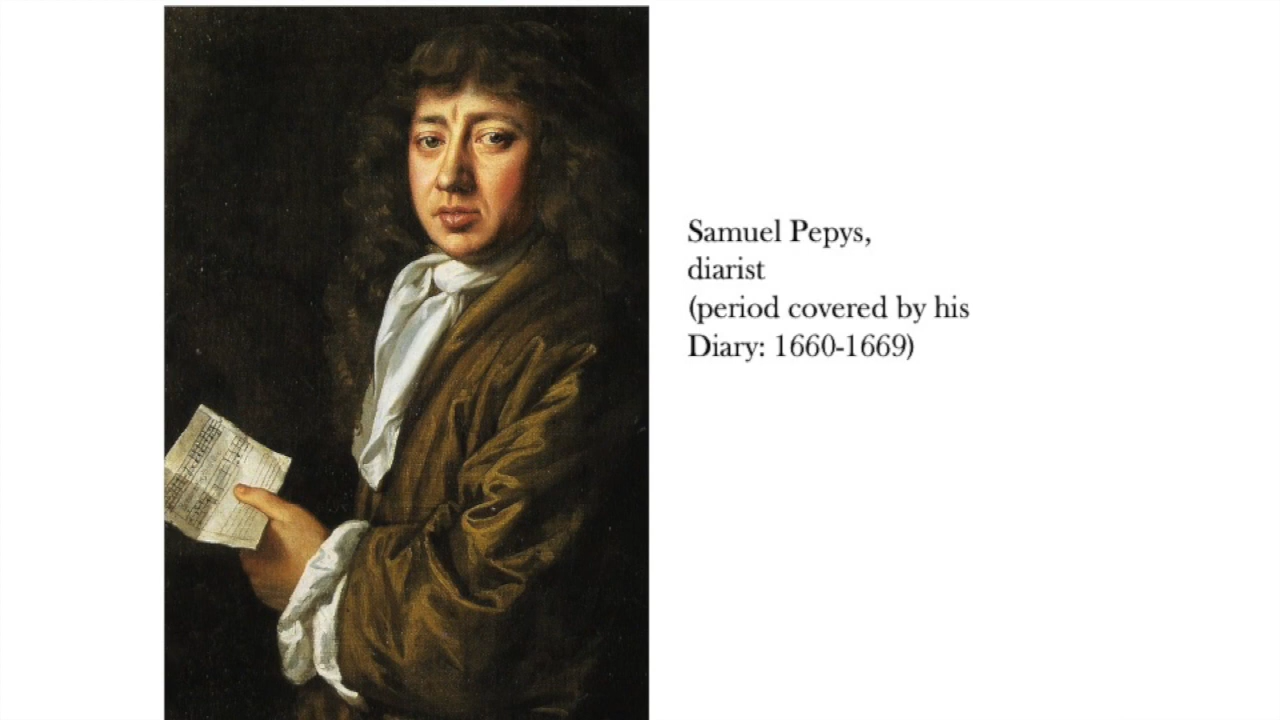 Samuel Pepys,
diarist
(period covered by his
Diary: 1660-1669)